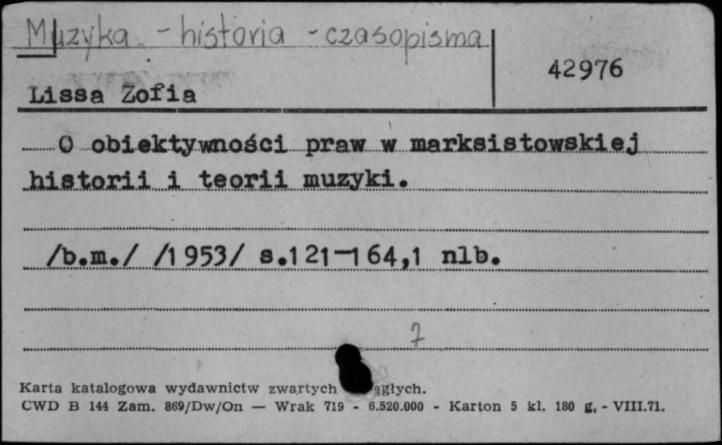 Muzyka - historia - czasopisma
42976
Lissa Zofia
O obiektywności praw w marksistowskiej
historii i teorii muzyki.
/b.m./ /1953/ s.121-164,1 nlb.
7
Karta katalogowa wydawnictw zwartych
CWD B 144 Zam. 869/Dw/On — Wrak 719 - 6.520.000 - Karton 5 kl. 180 g, - VIII.71.